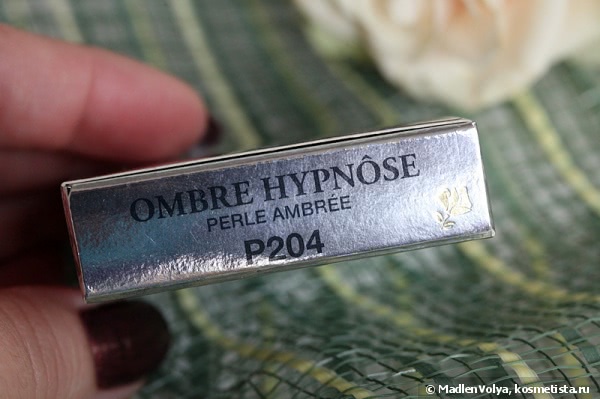 OMBRE HYPNÔSE
PERLE AMBRÉE
P204
© MadlenVolya, kosmetista.ru